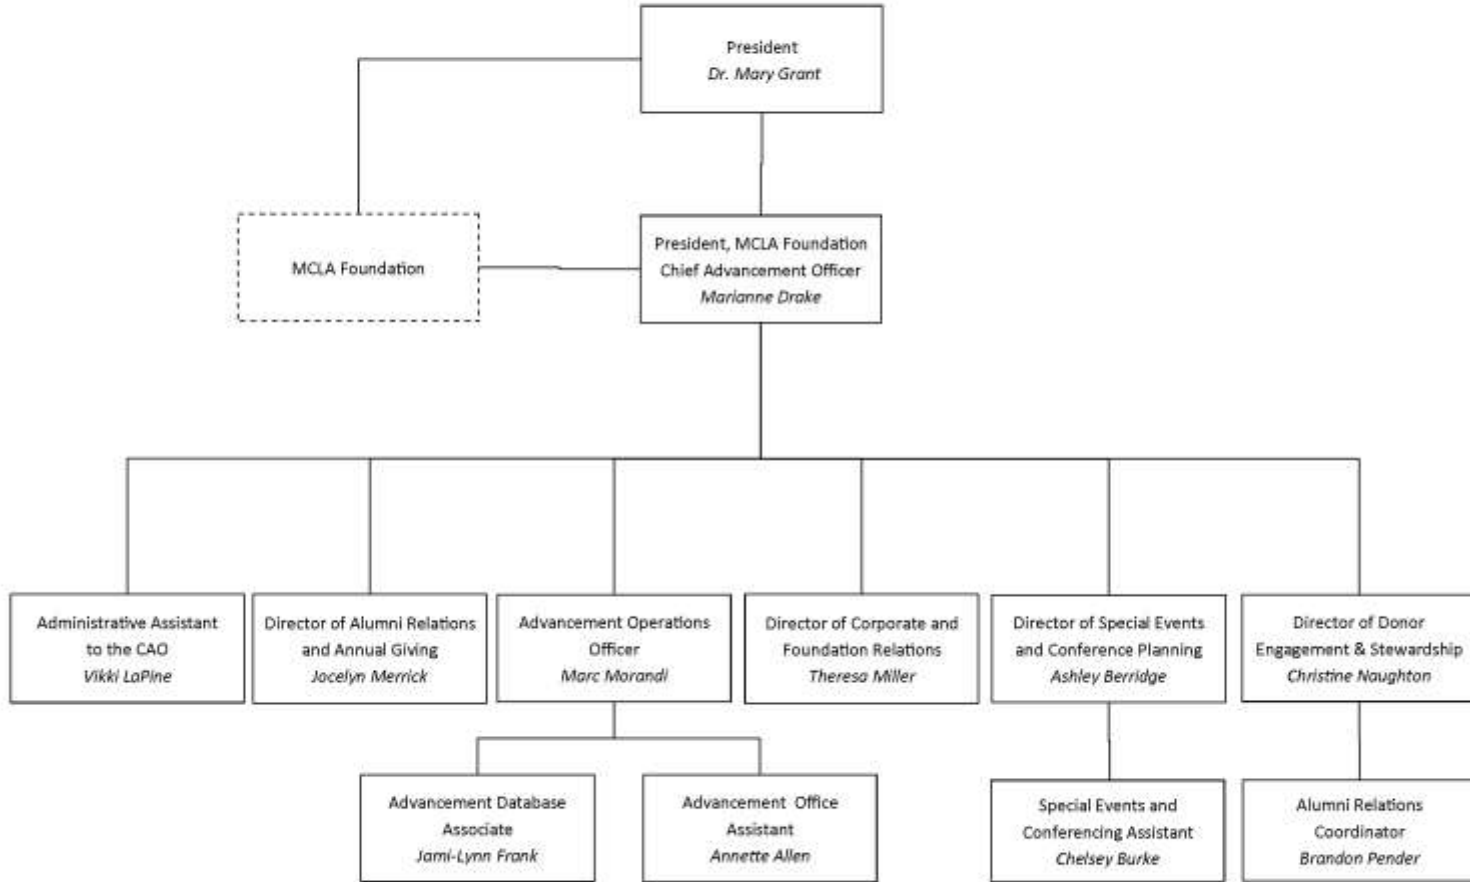 President
Dr. Mary Grant
MCLA Foundation
President, MCLA Foundation
Chief Advancement Officer
Marianne Drake
Administrative Assistant
to the CAO
Vikki LaPine
Director of Alumni Relations
and Annual Giving
Jocelyn Merrick
Advancement Operations
Officer
Marc Morandi
Director of Corporate and
Foundation Relations
Theresa Miller
Director of Special Events
and Conference Planning
Ashley Berridge
Director of Donor
Engagement & Stewardship
Christine Naughton
Advancement Database
Associate
Jami-Lynn Frank
Advancement Office
Assistant
Annette Allen
Special Events and
Conferencing Assistant
Chelsey Burke
Alumni Relations
Coordinator
Brandon Pender